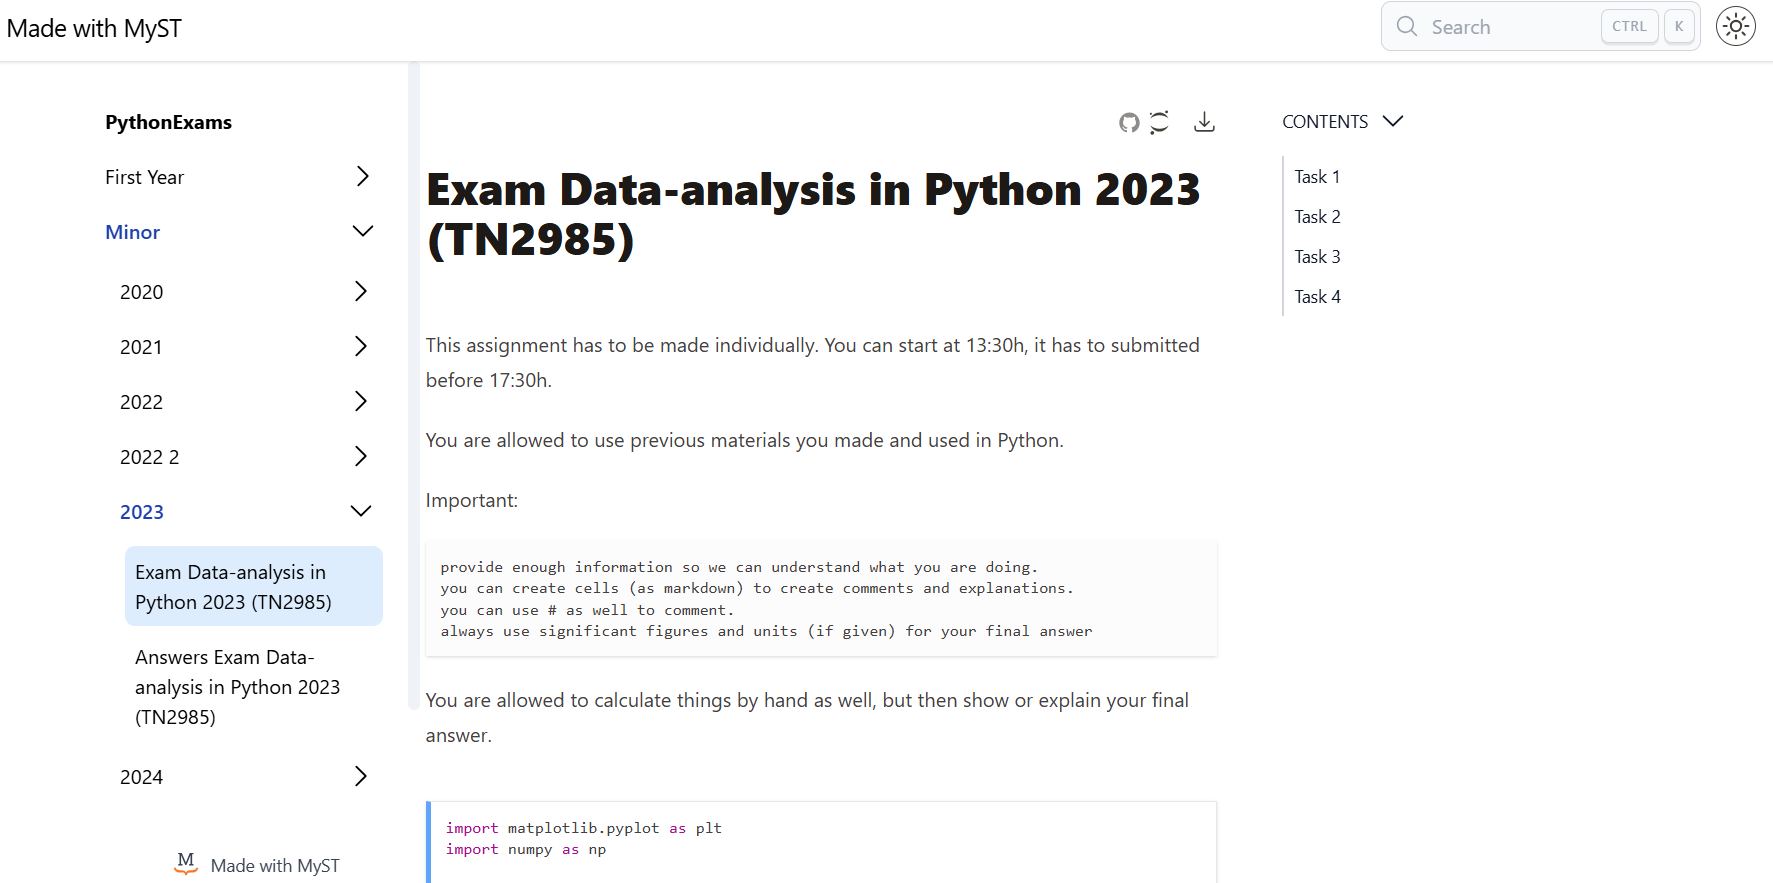 Made with MyST
Search
CTRL
K
PythonExams
First Year
Minor
2020
2021
2022
2022 2
2023
Exam Data-analysis in
Python 2023 (TN2985)
Answers Exam Data-
analysis in Python 2023
(TN2985)
2024
M
Made with MyST
Exam Data-analysis in Python 2023
(TN2985)
This assignment has to be made individually. You can start at 13:30h, it has to submitted
before 17:30h.
You are allowed to use previous materials you made and used in Python.
Important:
provide enough information so we can understand what you are doing.
you can create cells (as markdown) to create comments and explanations.
you can use # as well to comment.
always use significant figures and units (if given) for your final answer
You are allowed to calculate things by hand as well, but then show or explain your final
answer.
import matplotlib.pyplot as plt
import numpy as np
CONTENTS
Task 1
Task 2
Task 3
Task 4